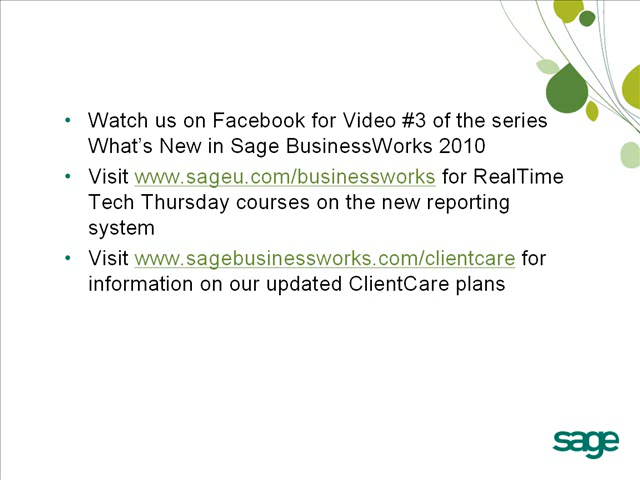 • Watch us on Facebook for Video #3 of the series
What's New in Sage BusinessWorks 2010
• Visit www.sageu.com/businessworks for RealTime
Tech Thursday courses on the new reporting
system
• Visit www.sagebusinessworks.com/clientcare for
information on our updated ClientCare plans
sage